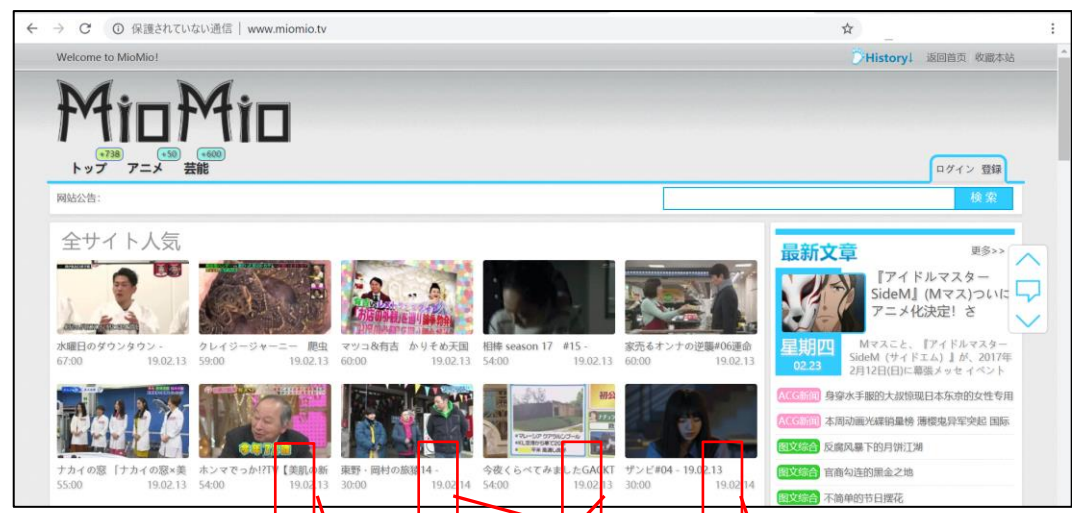 保護されていない通信 | www.miomio.tv
Welcome to MioMio!
History↓ 返回首页 收藏本站
MioMio
+738 +50 +600
トップ アニメ 芸能
ログイン 登録
网站公告:
検索
全サイト人気
水曜日のダウンタウン -
67:00 19.02.13
クレイジージャーニー 爬虫
59:00 19.02.13
マツコ&有吉 かりそめ天国
60:00 19.02.13
相棒 season 17 #15 -
54:00 19.02.13
家売るオンナの逆襲#06運命
60:00 19.02.13
ナカイの窓「ナカイの窓×美
55:00 19.02.13
ホンマでっか!?TV【美肌の新
54:00 19.02.13
東野・岡村の旅猿14 -
30:00 19.02.14
今夜くらべてみましたGACKT
54:00 19.02.13
ザンビ#04 - 19.02.13
30:00 19.02.14
最新文章 更多>>
『アイドルマスター
SideM』(Mマス)ついに
アニメ化決定！ さ
星期四
02.23
Mマスこと、『アイドルマスター
SideM（サイドエム）』が、2017年
2月12日(日)に幕張メッセ イベント
ACG新闻 身穿水手服的大叔惊现日本东京的女性专用
ACG新闻 本周动画光碟销量榜 薄樱鬼异军突起 国际
图文综合 反腐风暴下的月饼江湖
图文综合 官商勾连的黑金之地
图文综合 不简单的节日摆花